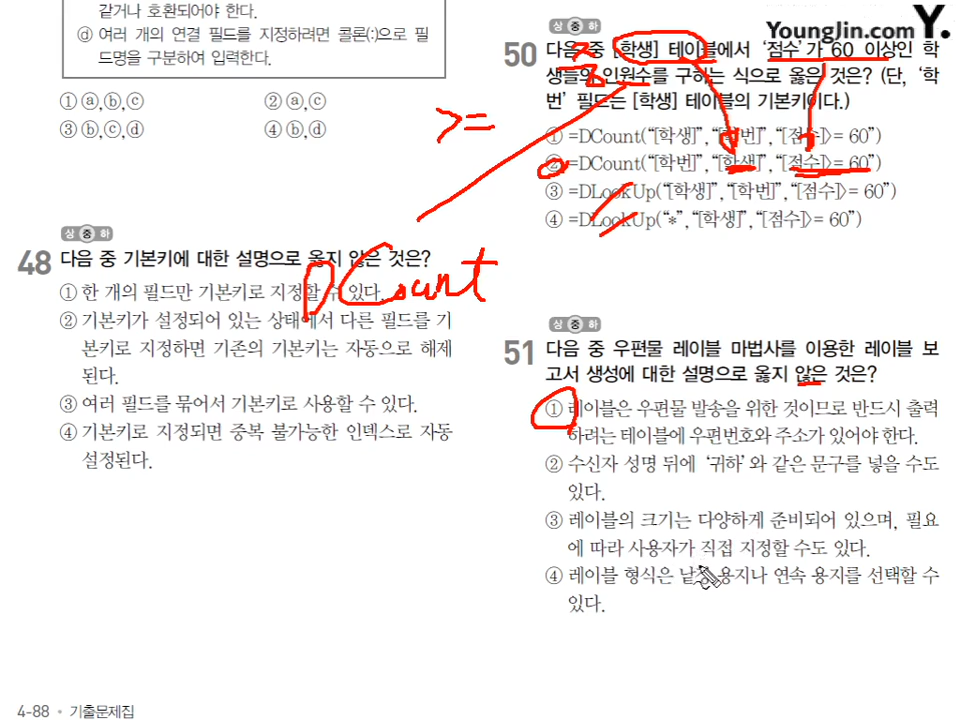 같거나 호환되어야 한다.
ⓓ 여러 개의 연결 필드를 지정하려면 콜론(:)으로 필
드명을 구분하여 입력한다.
① ⓐ,ⓑ,ⓒ ② ⓐ,ⓒ
③ ⓑ,ⓒ,ⓓ ④ ⓑ,ⓓ
상 중 하
48 다음 중 기본키에 대한 설명으로 옳지 않은 것은?
① 한 개의 필드만 기본키로 지정할 수 있다.
② 기본키가 설정되어 있는 상태에서 다른 필드를 기
본키로 지정하면 기존의 기본키는 자동으로 해제
된다.
③ 여러 필드를 묶어서 기본키로 사용할 수 있다.
④ 기본키로 지정되면 중복 불가능한 인덱스로 자동
설정된다.
>=
DCount
YoungJin.com Y.
상 중 하
50 다음 중 [학생] 테이블에서 ‘점수’가 60 이상인 학
생들의 인원수를 구하는 식으로 옳은 것은? (단, ‘학
번’ 필드는 [학생] 테이블의 기본키이다.)
① =DCount(“[학생]”, “[학번]”, “[점수]>= 60”)
② =DCount(“[학번]”, “[학생]”, “[점수]>= 60”)
③ =DLookUp(“[학생]”, “[학번]”, “[점수]>= 60”)
④ =DLookUp(“*”, “[학생]”, “[점수]>= 60”)
상 중 하
51 다음 중 우편물 레이블 마법사를 이용한 레이블 보
고서 생성에 대한 설명으로 옳지 않은 것은?
① 레이블은 우편물 발송을 위한 것이므로 반드시 출력
하려는 테이블에 우편번호와 주소가 있어야 한다.
② 수신자 성명 뒤에 ‘귀하’와 같은 문구를 넣을 수도
있다.
③ 레이블의 크기는 다양하게 준비되어 있으며, 필요
에 따라 사용자가 직접 지정할 수도 있다.
④ 레이블 형식은 낱장 용지나 연속 용지를 선택할 수
있다.
4-88 • 기출문제집